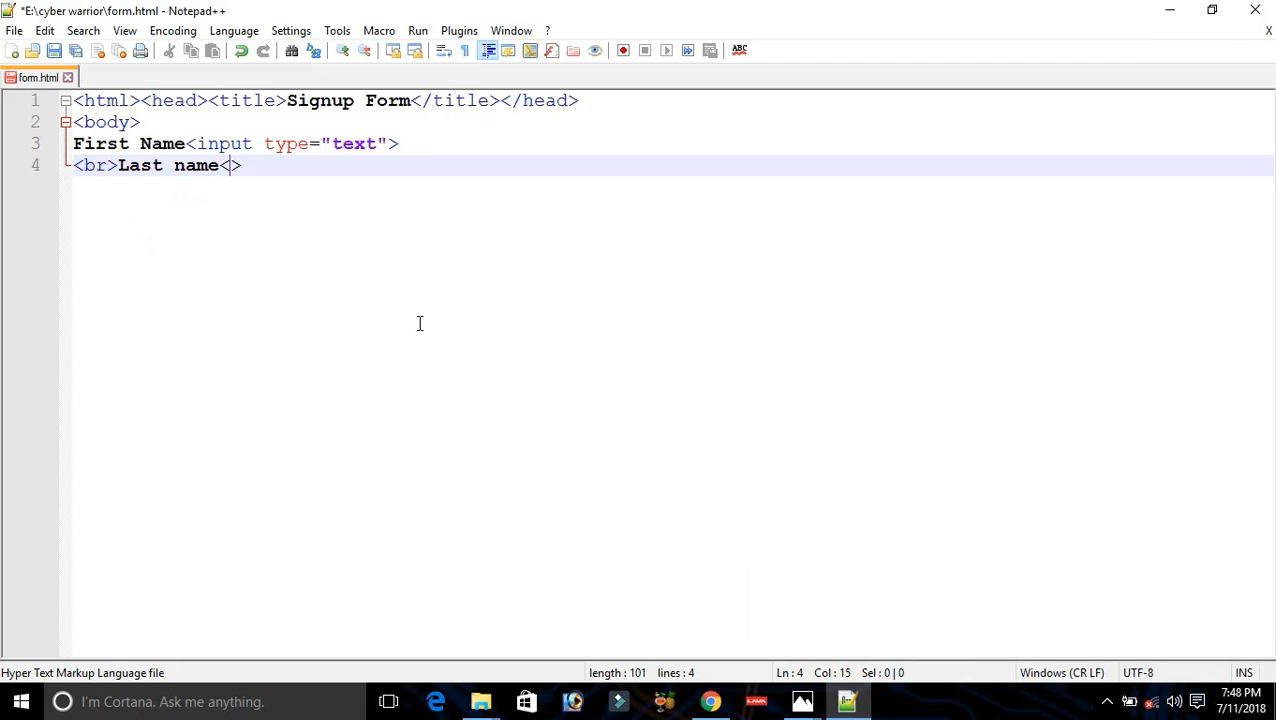 *E:\cyber warrior\form.html - Notepad++
File Edit Search View Encoding Language Settings Tools Macro Run Plugins Window ? X
ABC
form.html
1 <html><head><title>Signup Form</title></head>
2 <body>
3 First Name<input type="text">
4 <br>Last name<>
Hyper Text Markup Language file length : 101 lines : 4 Ln : 4 Col : 15 Sel : 0 | 0 Windows (CR LF) UTF-8 INS
I'm Cortana. Ask me anything. LAVA 7:48 PM
7/11/2018